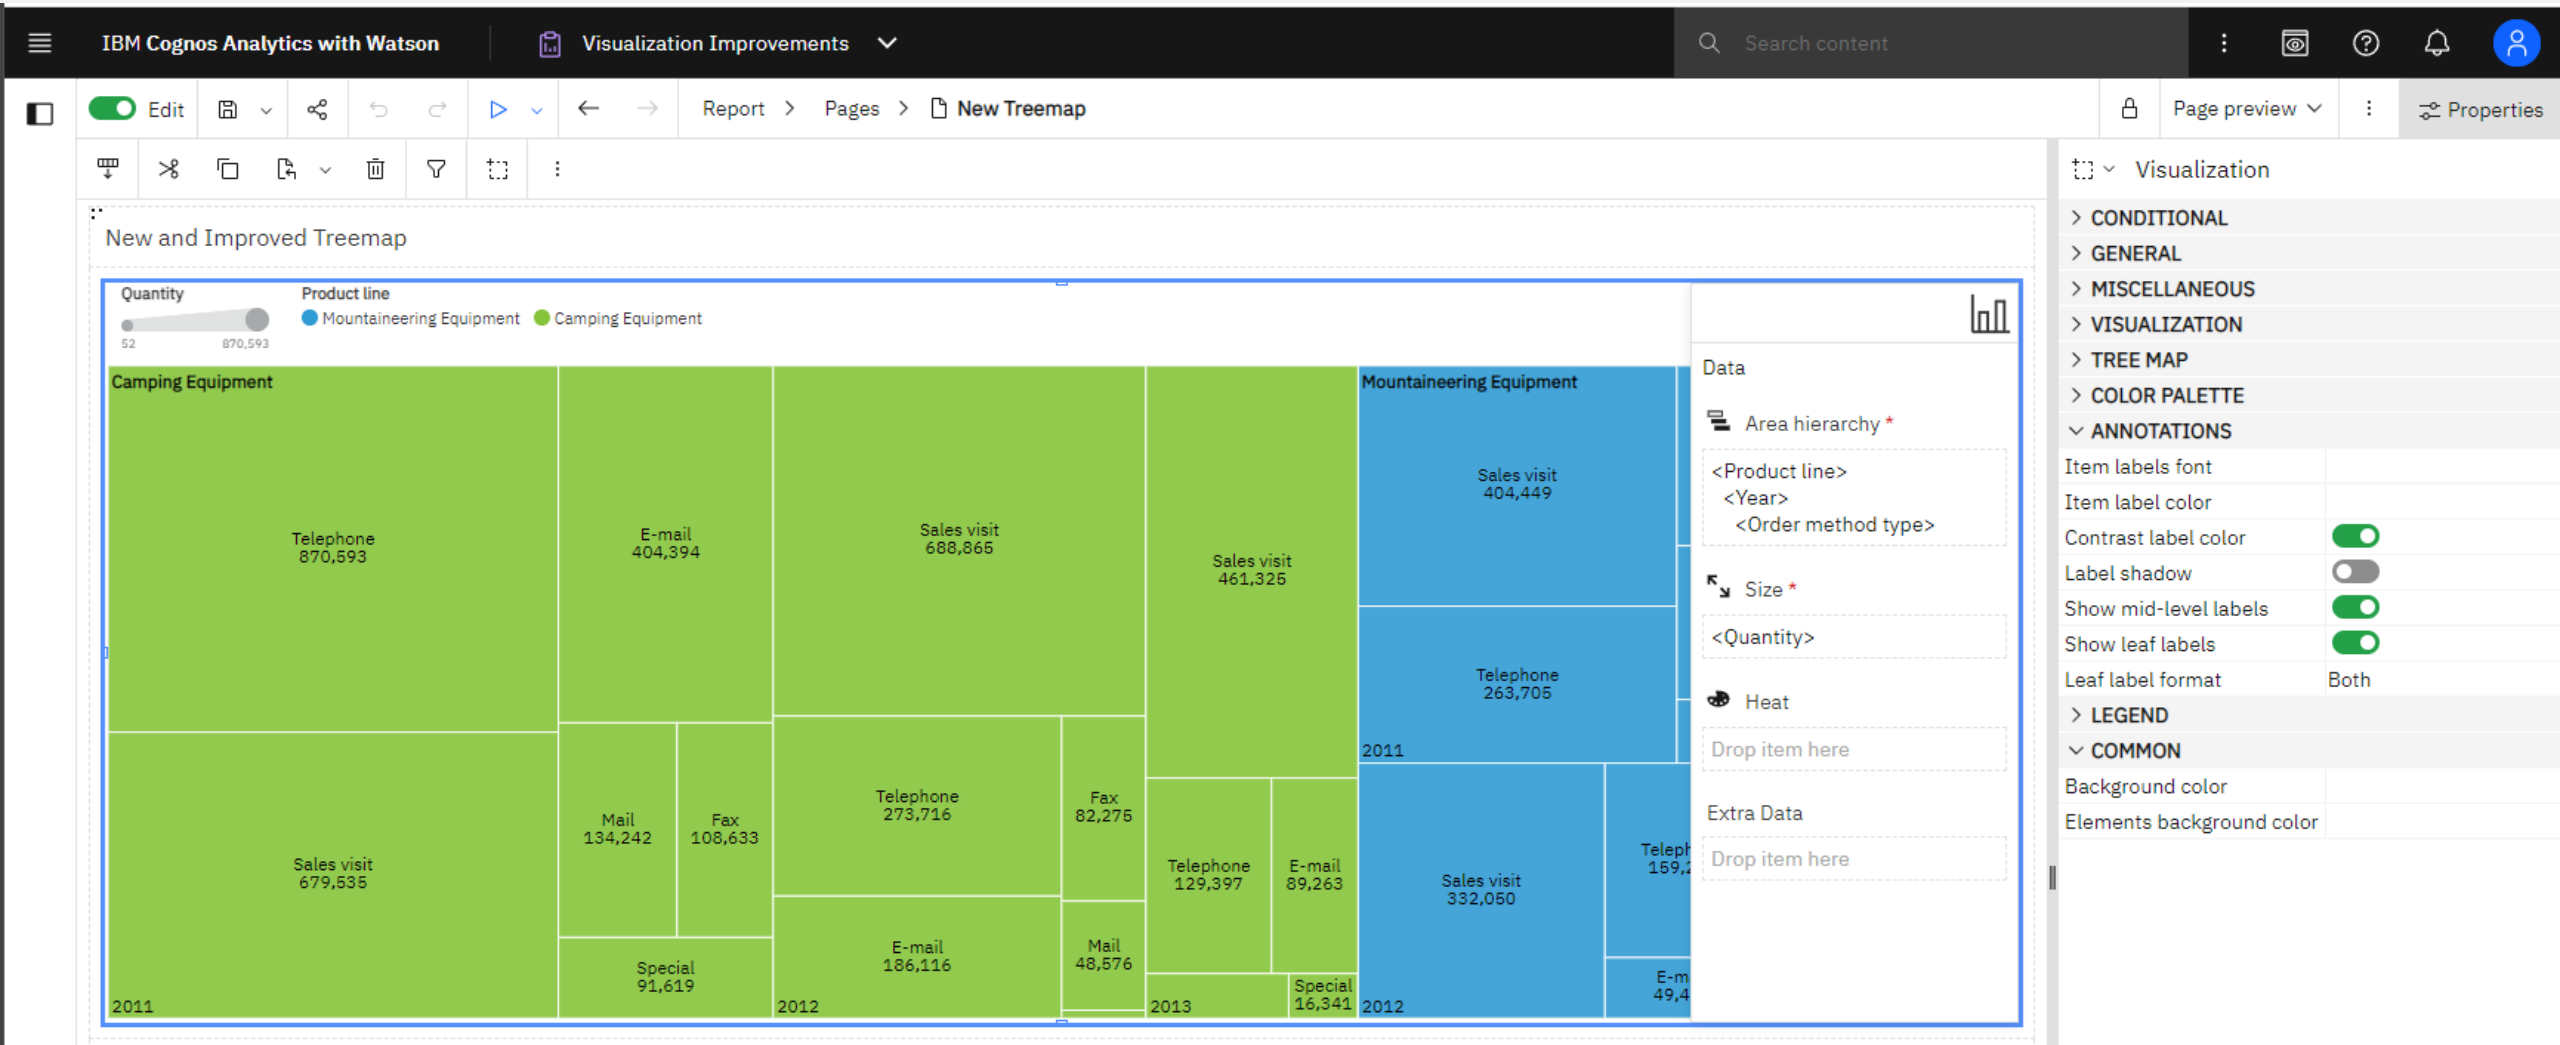 IBM Cognos Analytics with Watson
Visualization Improvements
Search content
Edit
Report
Pages
New Treemap
Page preview
Properties
New and Improved Treemap
Quantity
52
870,593
Product line
Mountaineering Equipment
Camping Equipment
Camping Equipment
Telephone
870,593
Sales visit
679,535
2011
E-mail
404,394
Mail
134,242
Fax
108,633
Special
91,619
Sales visit
688,865
Telephone
273,716
Fax
82,275
E-mail
186,116
Mail
48,576
2012
Sales visit
461,325
Telephone
129,397
E-mail
89,263
2013
Special
16,341
Mountaineering Equipment
Sales visit
404,449
Telephone
263,705
2011
Sales visit
332,050
2012
Teleph
159,2
E-m
49,4
Data
Area hierarchy *
<Product line>
<Year>
<Order method type>
Size *
<Quantity>
Heat
Drop item here
Extra Data
Drop item here
Visualization
CONDITIONAL
GENERAL
MISCELLANEOUS
VISUALIZATION
TREE MAP
COLOR PALETTE
ANNOTATIONS
Item labels font
Item label color
Contrast label color
Label shadow
Show mid-level labels
Show leaf labels
Leaf label format Both
LEGEND
COMMON
Background color
Elements background color